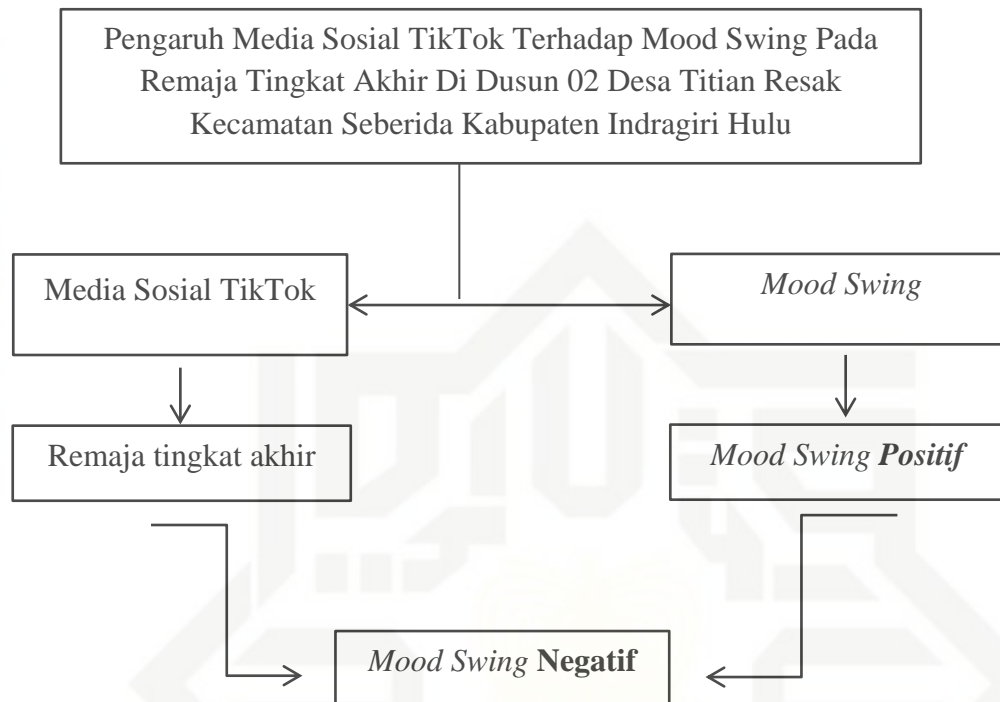 Pengaruh Media Sosial TikTok Terhadap Mood Swing Pada
Remaja Tingkat Akhir Di Dusun 02 Desa Titian Resak
Kecamatan Seberida Kabupaten Indragiri Hulu
Media Sosial TikTok
Mood Swing
Remaja tingkat akhir
Mood Swing Positif
Mood Swing Negatif